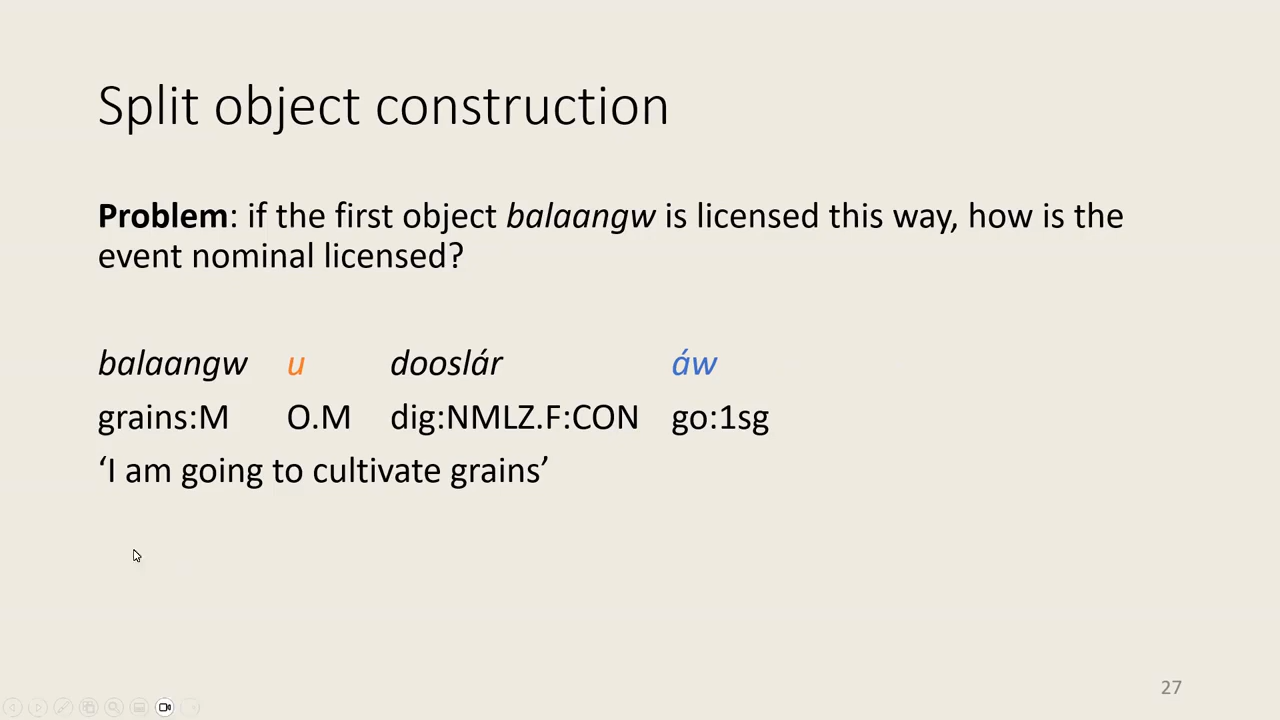 Split object construction
Problem: if the first object balaangw is licensed this way, how is the
event nominal licensed?
balaangw u dooslár áw
grains:M O.M dig:NMLZ.F:CON go:1sg
‘I am going to cultivate grains’
27